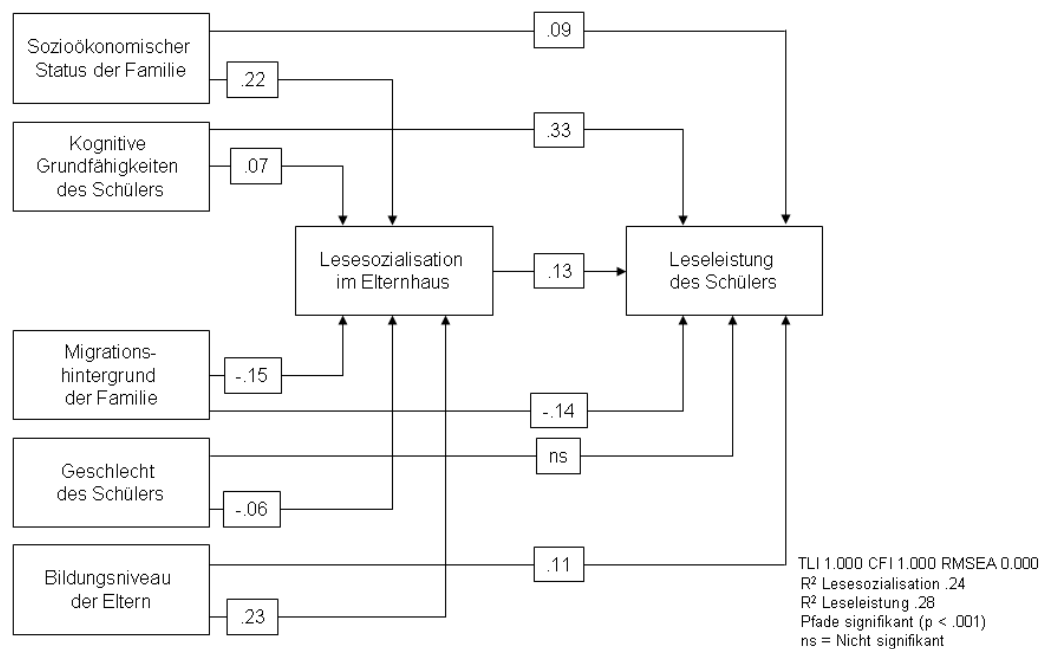 Sozioökonomischer
Status der Familie
.09
.22
Kognitive
Grundfähigkeiten
des Schülers
.33
.07
Lesesozialisation
im Elternhaus
.13
Leseleistung
des Schülers
Migrations-
hintergrund
der Familie
-.15
-.14
Geschlecht
des Schülers
ns
-.06
Bildungsniveau
der Eltern
.11
.23
TLI 1.000 CFI 1.000 RMSEA 0.000
R² Lesesozialisation .24
R² Leseleistung .28
Pfade signifikant (p < .001)
ns = Nicht signifikant